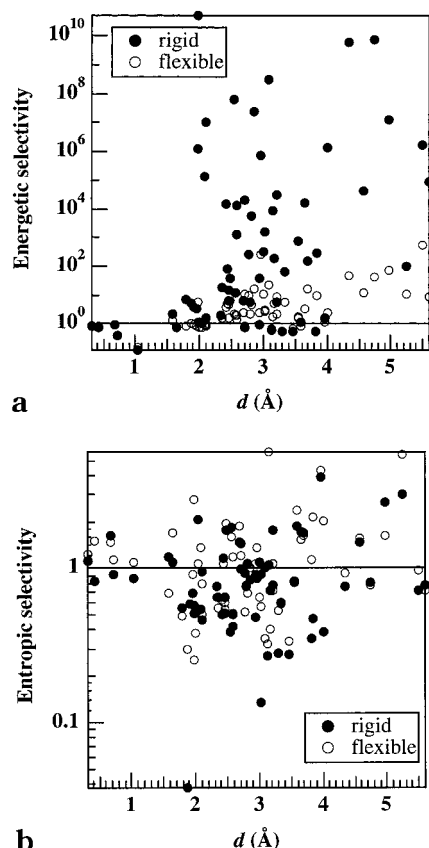 10^10
10^8
10^6
10^4
10^2
10^0
Energetic selectivity
rigid
flexible
1 2 3 4 5
d (Å)
a
1
0.1
Entropic selectivity
rigid
flexible
1 2 3 4 5
d (Å)
b